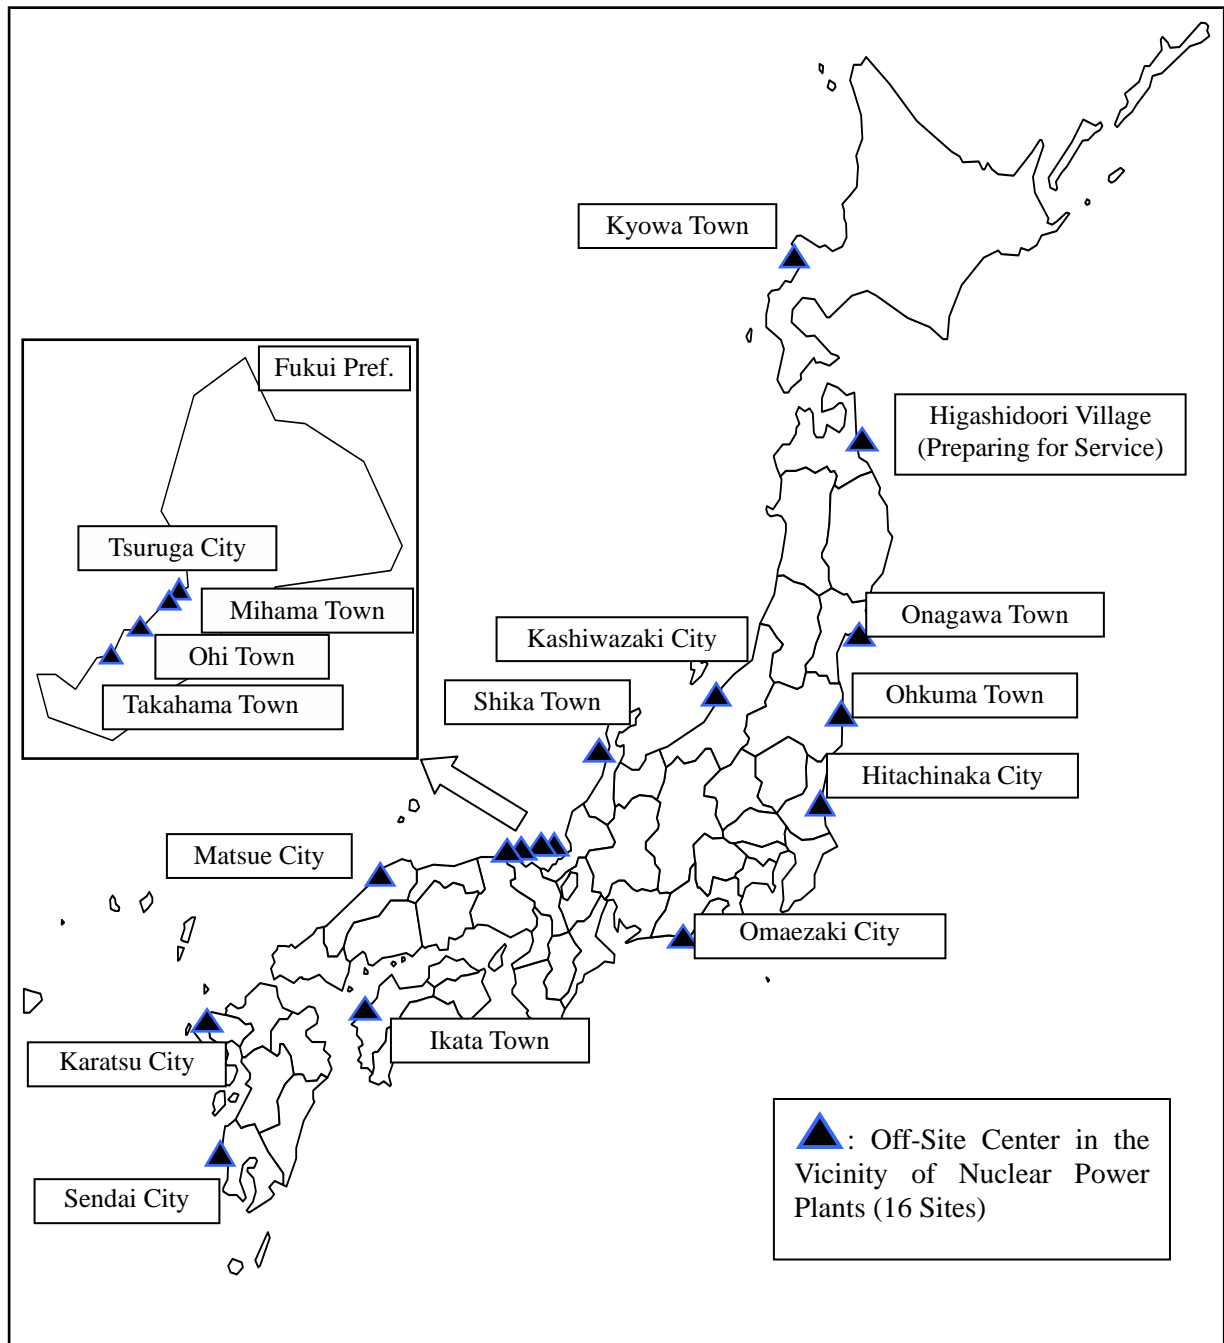 Kyowa Town
Fukui Pref.
Higashidoori Village
(Preparing for Service)
Tsuruga City
Mihama Town
Onagawa Town
Kashiwazaki City
Ohi Town
Ohkuma Town
Shika Town
Takahama Town
Hitachinaka City
Matsue City
Omaezaki City
Ikata Town
Karatsu City
: Off-Site Center in the
Vicinity of Nuclear Power
Plants (16 Sites)
Sendai City